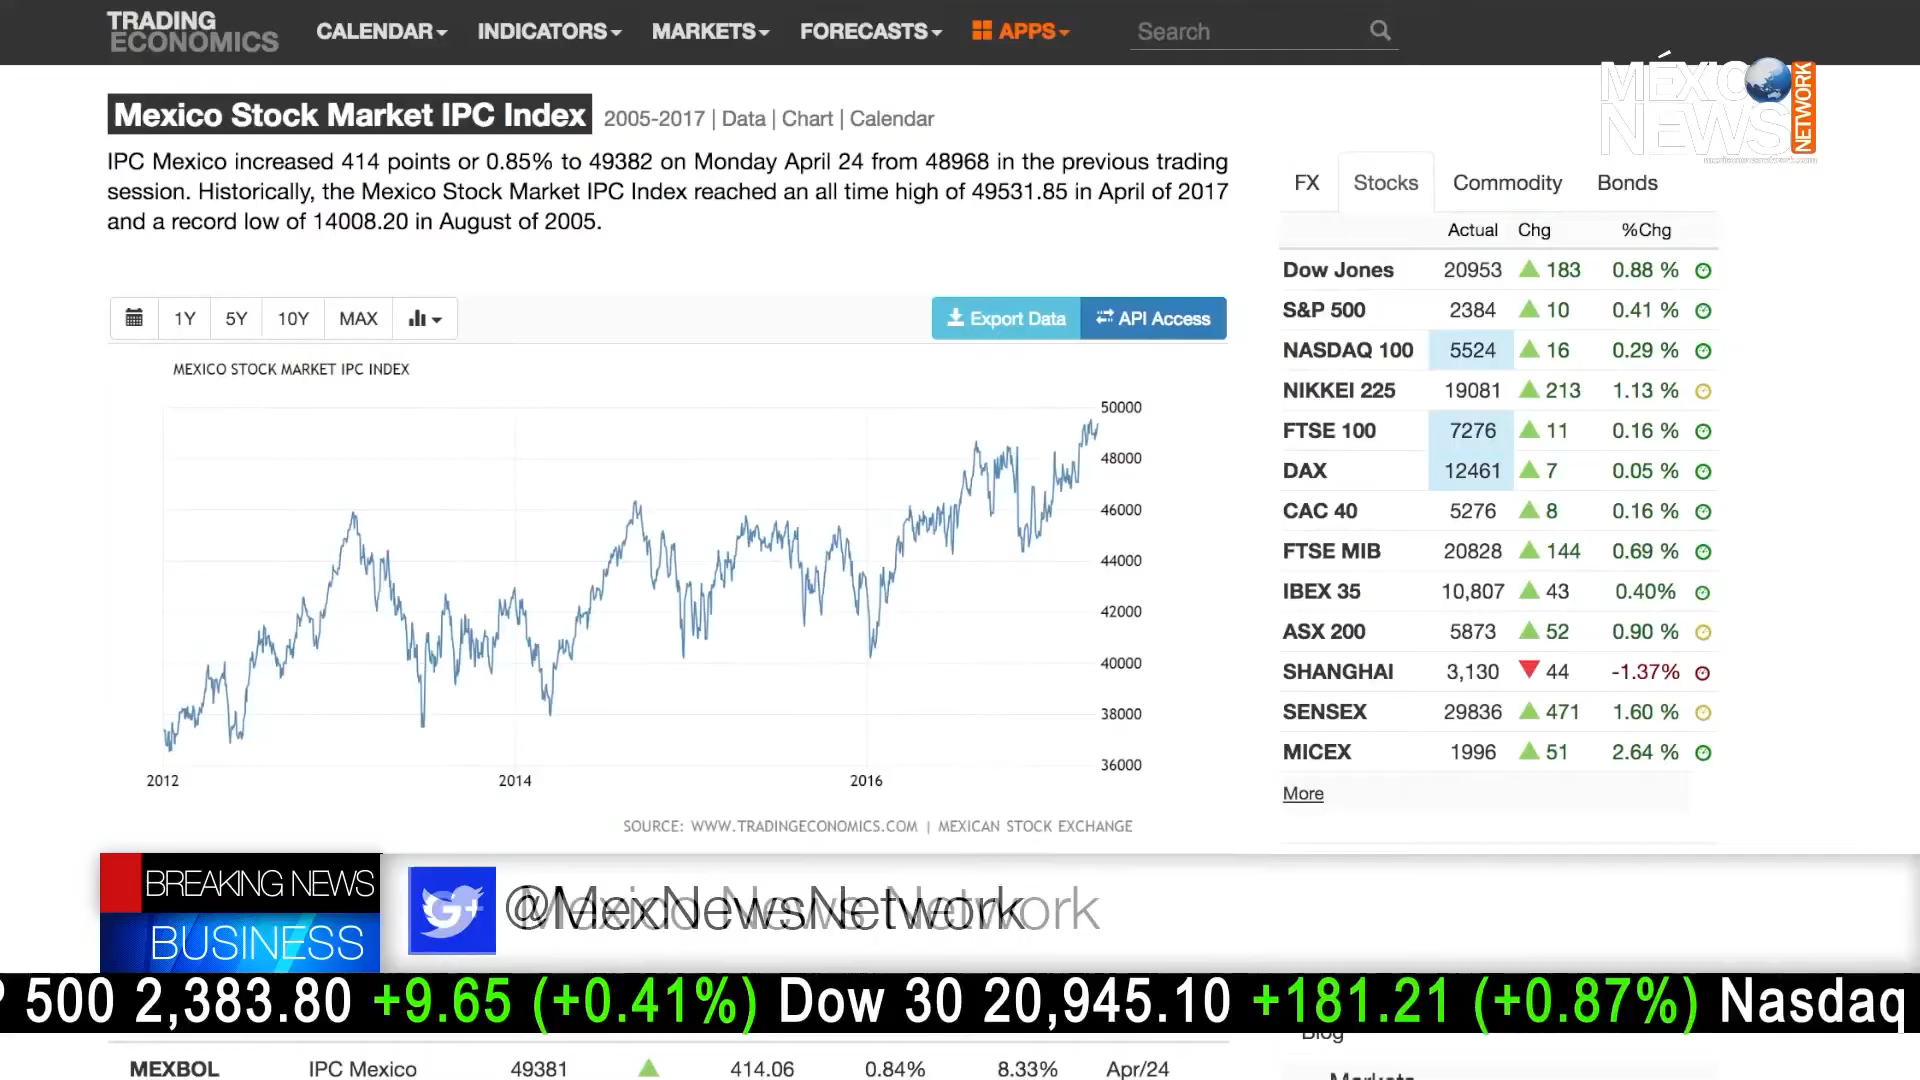 TRADING
ECONOMICS
CALENDAR INDICATORS MARKETS FORECASTS APPS Search
MÉXICO
NEWS
NETWORK
Mexico Stock Market IPC Index 2005-2017 | Data | Chart | Calendar
IPC Mexico increased 414 points or 0.85% to 49382 on Monday April 24 from 48968 in the previous trading
session. Historically, the Mexico Stock Market IPC Index reached an all time high of 49531.85 in April of 2017
and a record low of 14008.20 in August of 2005.
1Y 5Y 10Y MAX Export Data API Access
MEXICO STOCK MARKET IPC INDEX
50000
48000
46000
44000
42000
40000
38000
36000
2012 2014 2016
SOURCE: WWW.TRADINGECONOMICS.COM | MEXICAN STOCK EXCHANGE
FX Stocks Commodity Bonds
Actual Chg %Chg
Dow Jones 20953 183 0.88 %
S&P 500 2384 10 0.41 %
NASDAQ 100 5524 16 0.29 %
NIKKEI 225 19081 213 1.13 %
FTSE 100 7276 11 0.16 %
DAX 12461 7 0.05 %
CAC 40 5276 8 0.16 %
FTSE MIB 20828 144 0.69 %
IBEX 35 10,807 43 0.40%
ASX 200 5873 52 0.90 %
SHANGHAI 3,130 44 -1.37%
SENSEX 29836 471 1.60 %
MICEX 1996 51 2.64 %
More
BREAKING NEWS
BUSINESS
@MexNewsNetwork
Mexico News Network
P 500 2,383.80 +9.65 (+0.41%) Dow 30 20,945.10 +181.21 (+0.87%) Nasdaq
Blog
MEXBOL IPC Mexico 49381 414.06 0.84% 8.33% Apr/24
Markets